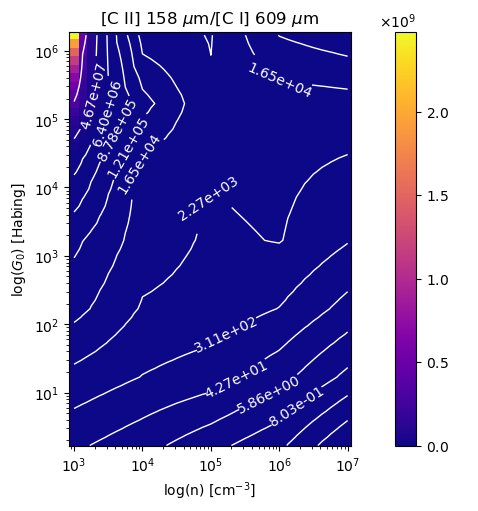 [C II] 158 μm/[C I] 609 μm
×10⁹
10⁶
10⁵
10⁴
10³
10²
10¹
log(G₀) [Habing]
4.67e+07
6.40e+06
8.78e+05
1.21e+05
1.65e+04
1.65e+04
2.27e+03
3.11e+02
4.27e+01
5.86e+00
8.03e-01
2.0
1.5
1.0
0.5
0.0
10³ 10⁴ 10⁵ 10⁶ 10⁷
log(n) [cm⁻³]